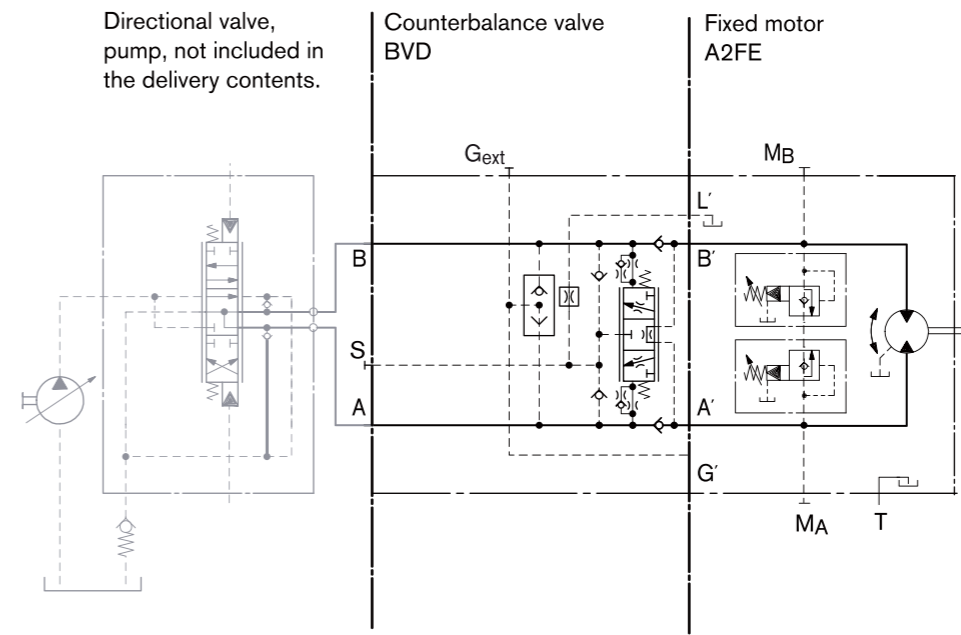 Directional valve,
pump, not included in
the delivery contents.
Counterbalance valve
BVD
Fixed motor
A2FE
Gext
MB
L′
B
B′
S
A
A′
G′
MA
T